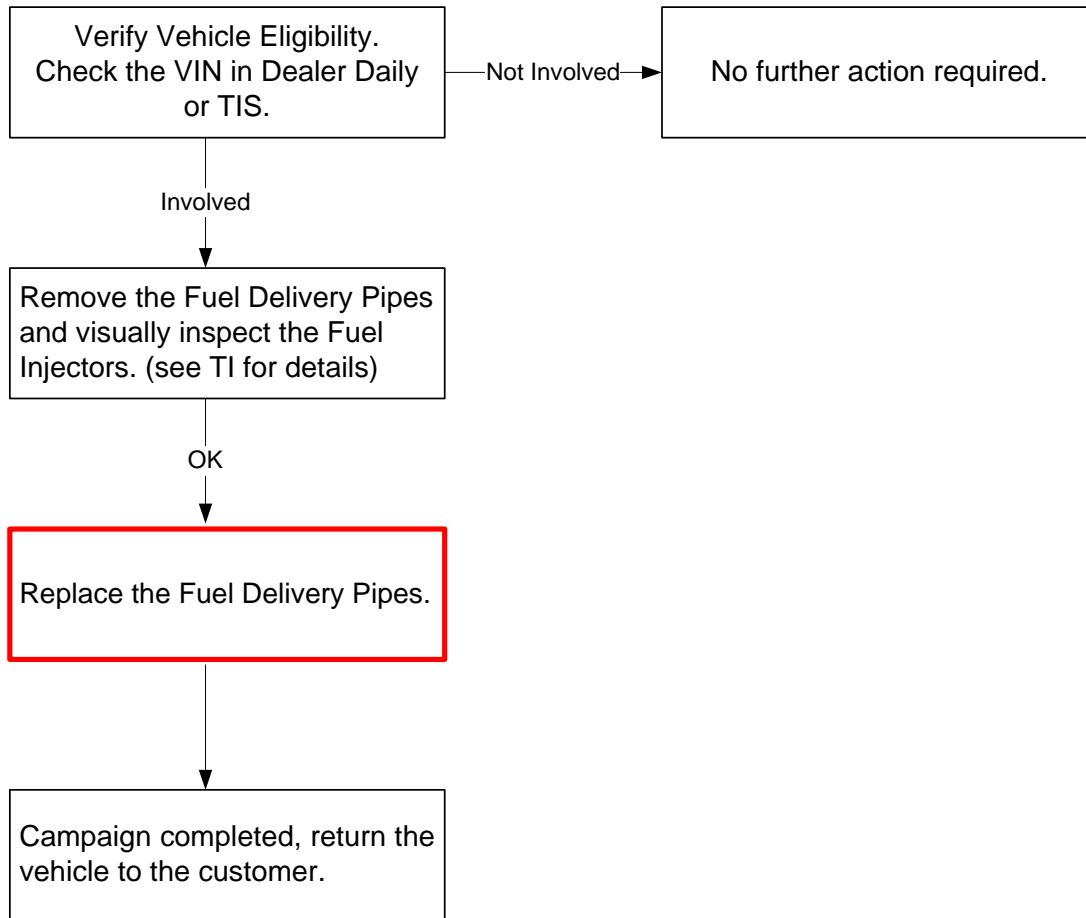 Verify Vehicle Eligibility.
Check the VIN in Dealer Daily
or TIS.
Not Involved
No further action required.
Involved
Remove the Fuel Delivery Pipes
and visually inspect the Fuel
Injectors. (see TI for details)
OK
Replace the Fuel Delivery Pipes.
Campaign completed, return the
vehicle to the customer.